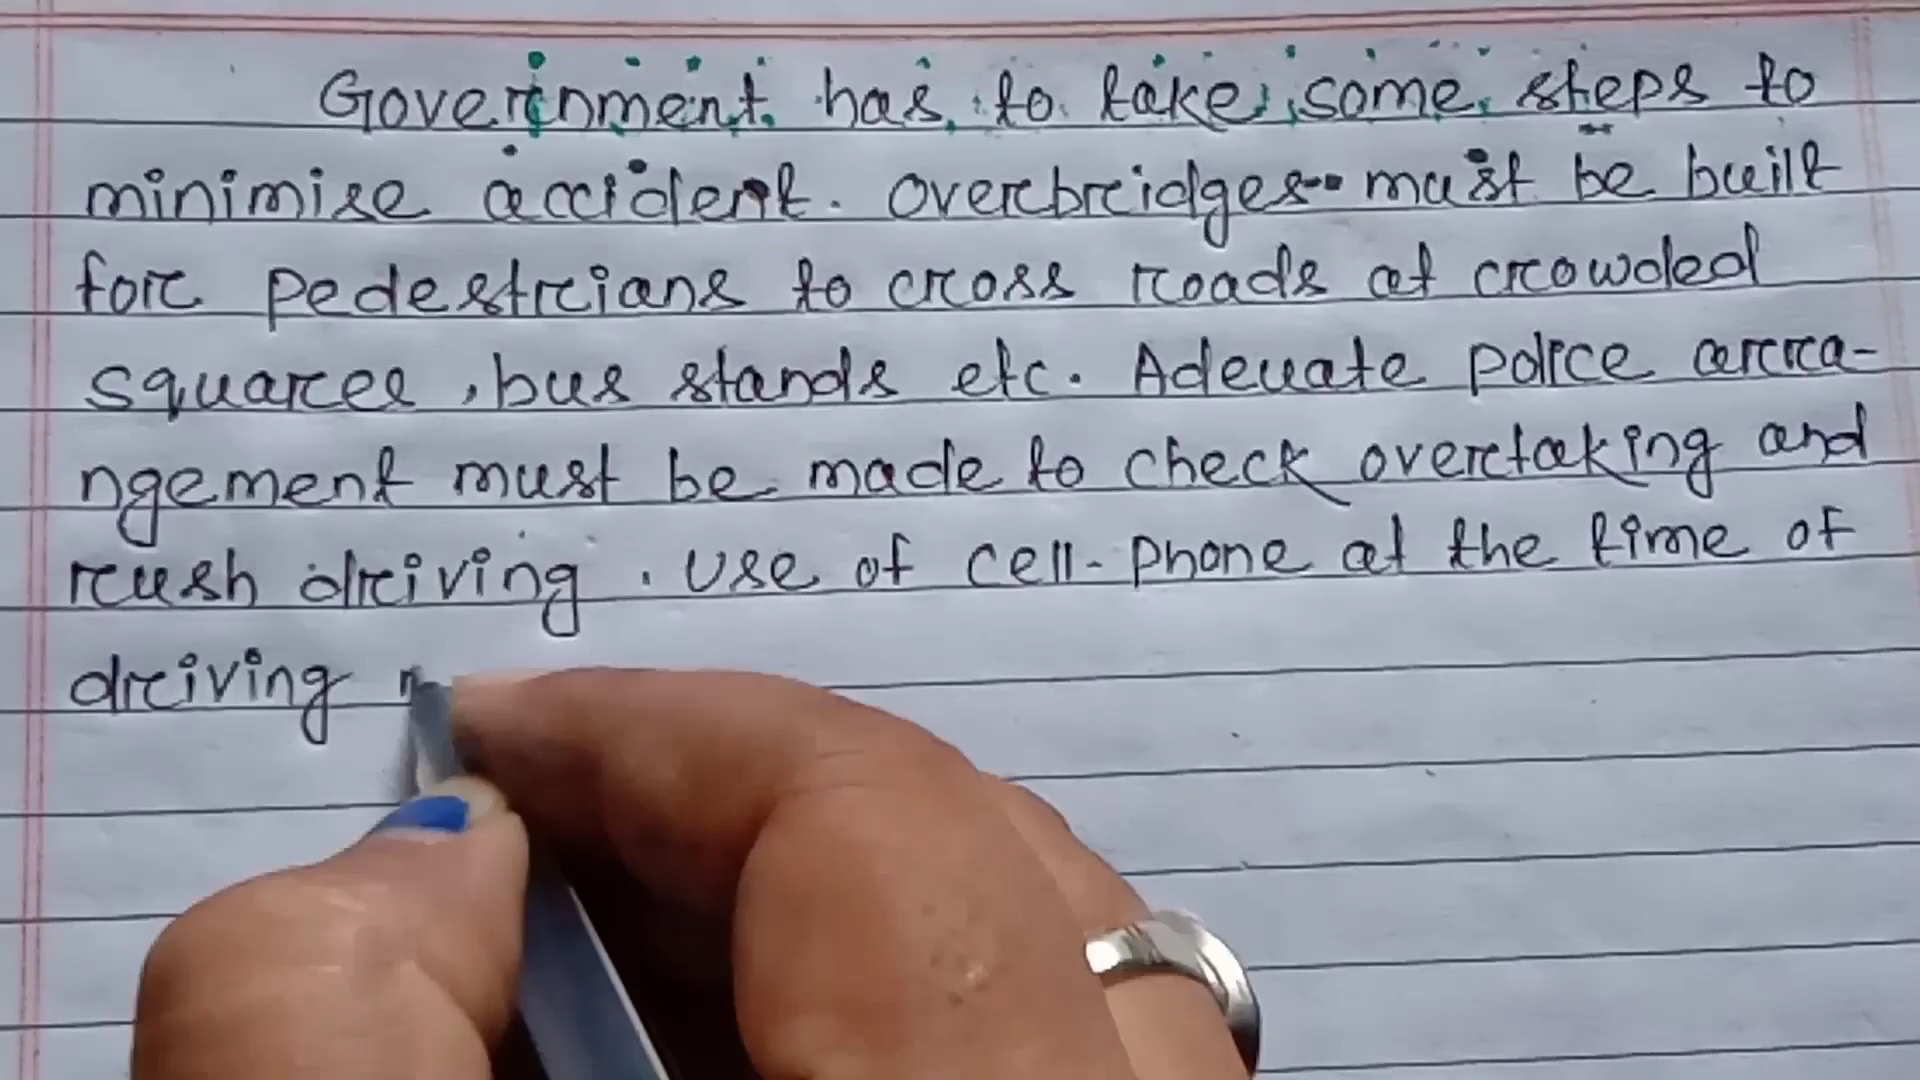 Government has to take some steps to
minimise accident. Overbridges must be built
for pedestrians to cross roads at crowded
squares, bus stands etc. Adeuate police arra-
ngement must be made to check overtaking and
rush driving. Use of cell-phone at the time of
driving